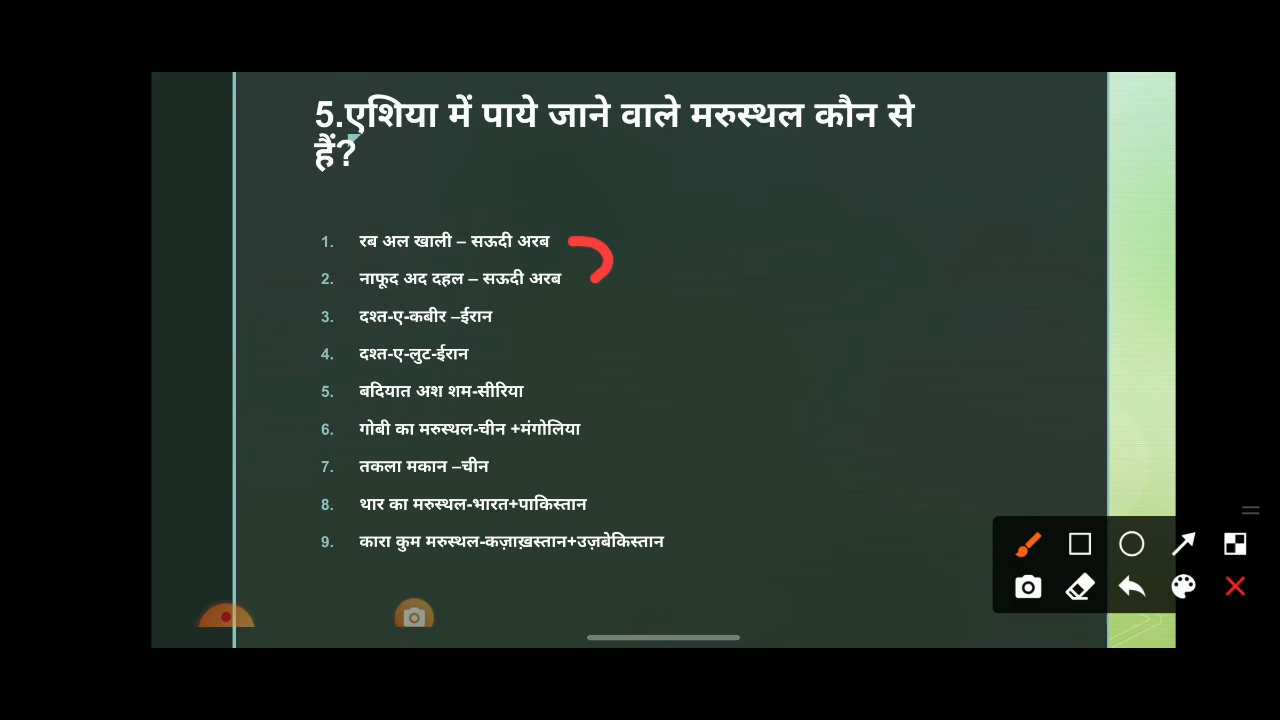 5.एशिया में पाये जाने वाले मरुस्थल कौन से
हैं?
1. रब अल खाली – सऊदी अरब
2. नाफूद अद दहल – सऊदी अरब
3. दश्त-ए-कबीर –ईरान
4. दश्त-ए-लुट-ईरान
5. बदियात अश शम-सीरिया
6. गोबी का मरुस्थल-चीन +मंगोलिया
7. तकला मकान –चीन
8. थार का मरुस्थल-भारत+पाकिस्तान
9. कारा कुम मरुस्थल-कज़ाख़स्तान+उज़बेकिस्तान